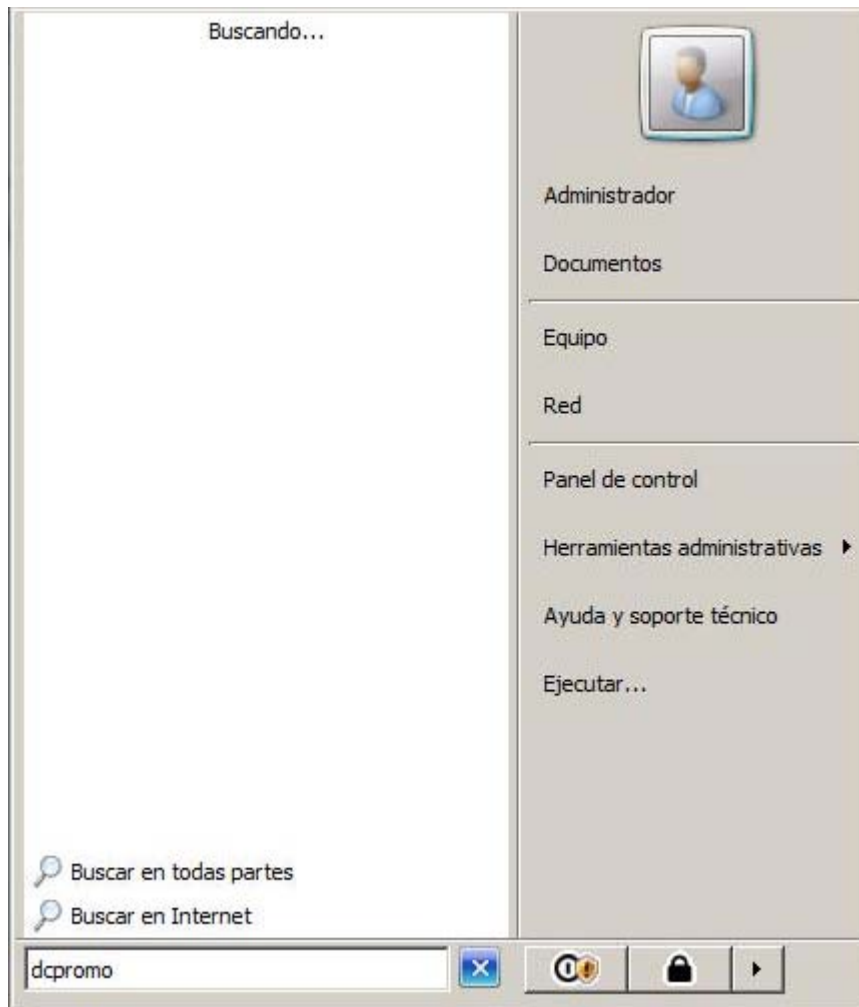 Buscando...
Administrador
Documentos
Equipo
Red
Panel de control
Herramientas administrativas
Ayuda y soporte técnico
Ejecutar...
Buscar en todas partes
Buscar en Internet
dcpromo